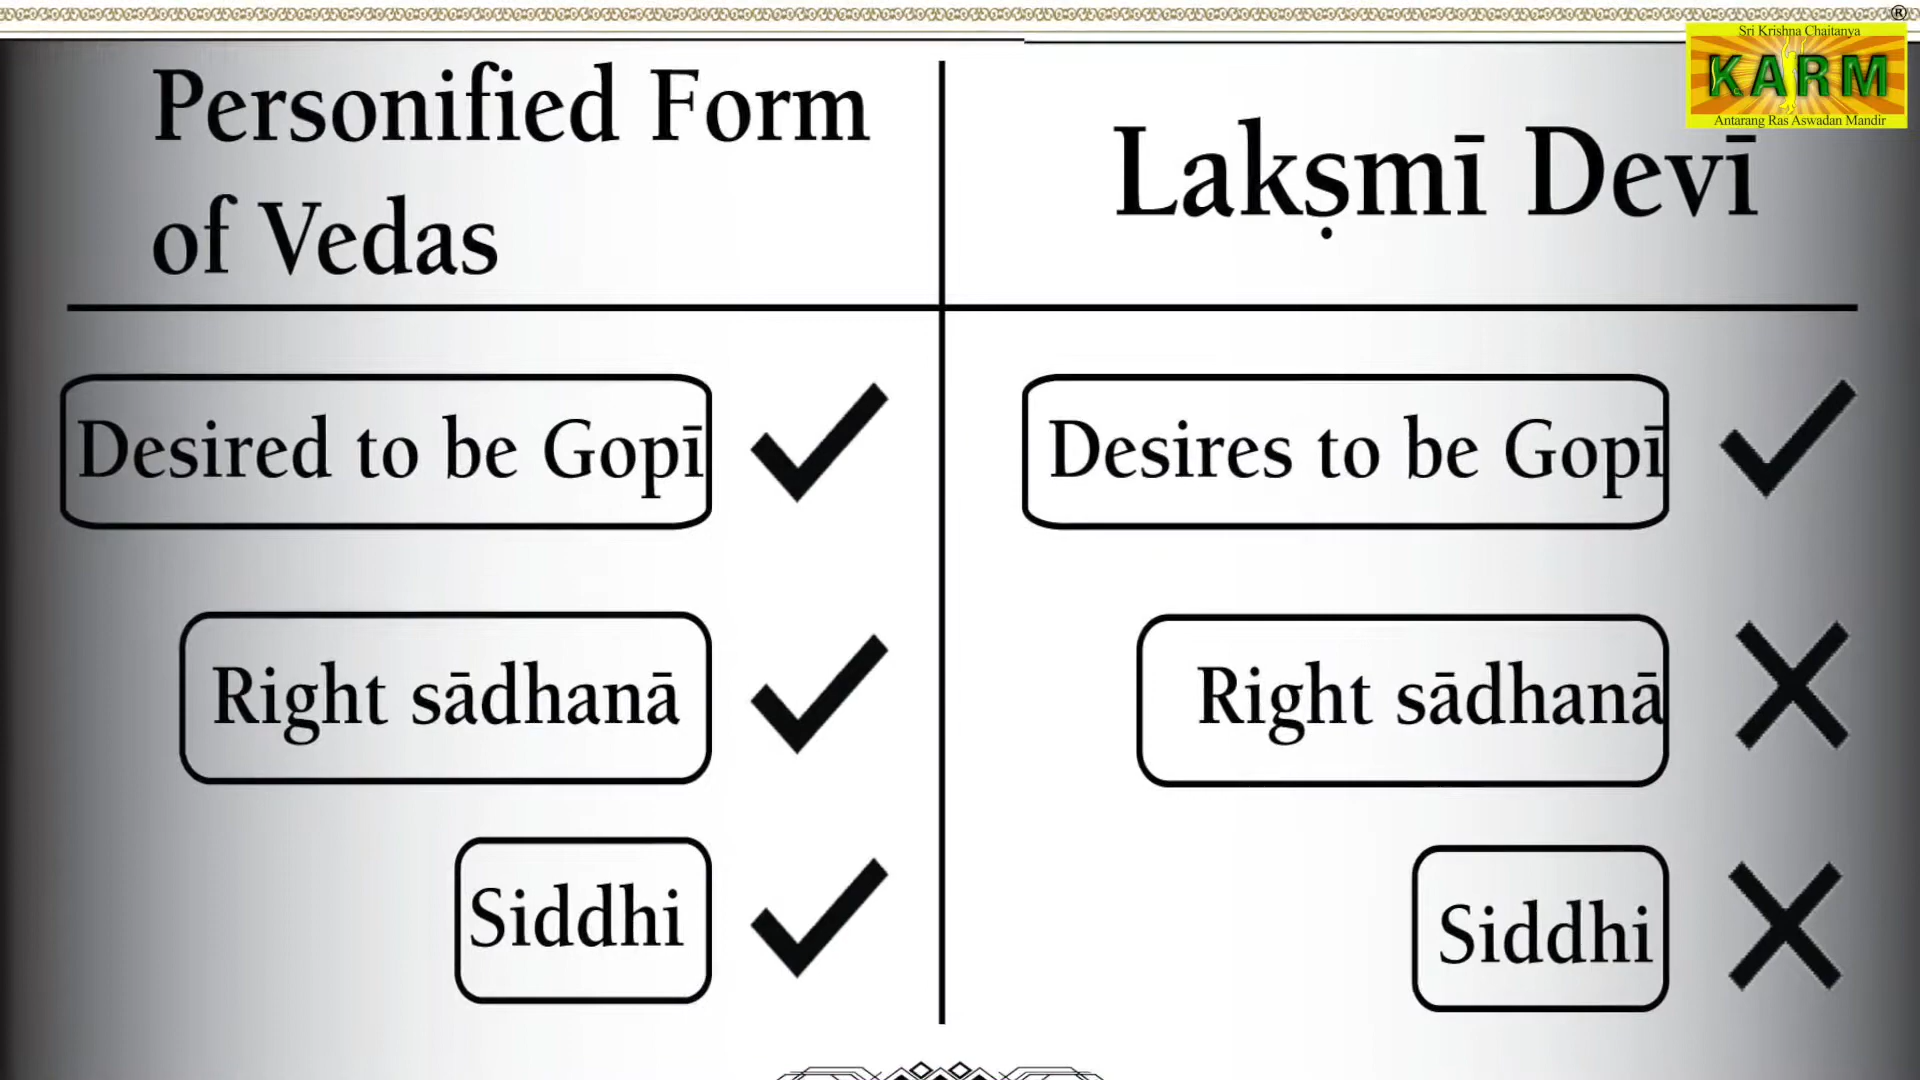 Personified Form
of Vedas
Lakṣmī Devī
®
Sri Krishna Chaitanya
KARM
Antarang Ras Aswadan Mandir
Desired to be Gopī
Desires to be Gopī
Right sādhanā
Right sādhanā
Siddhi
Siddhi